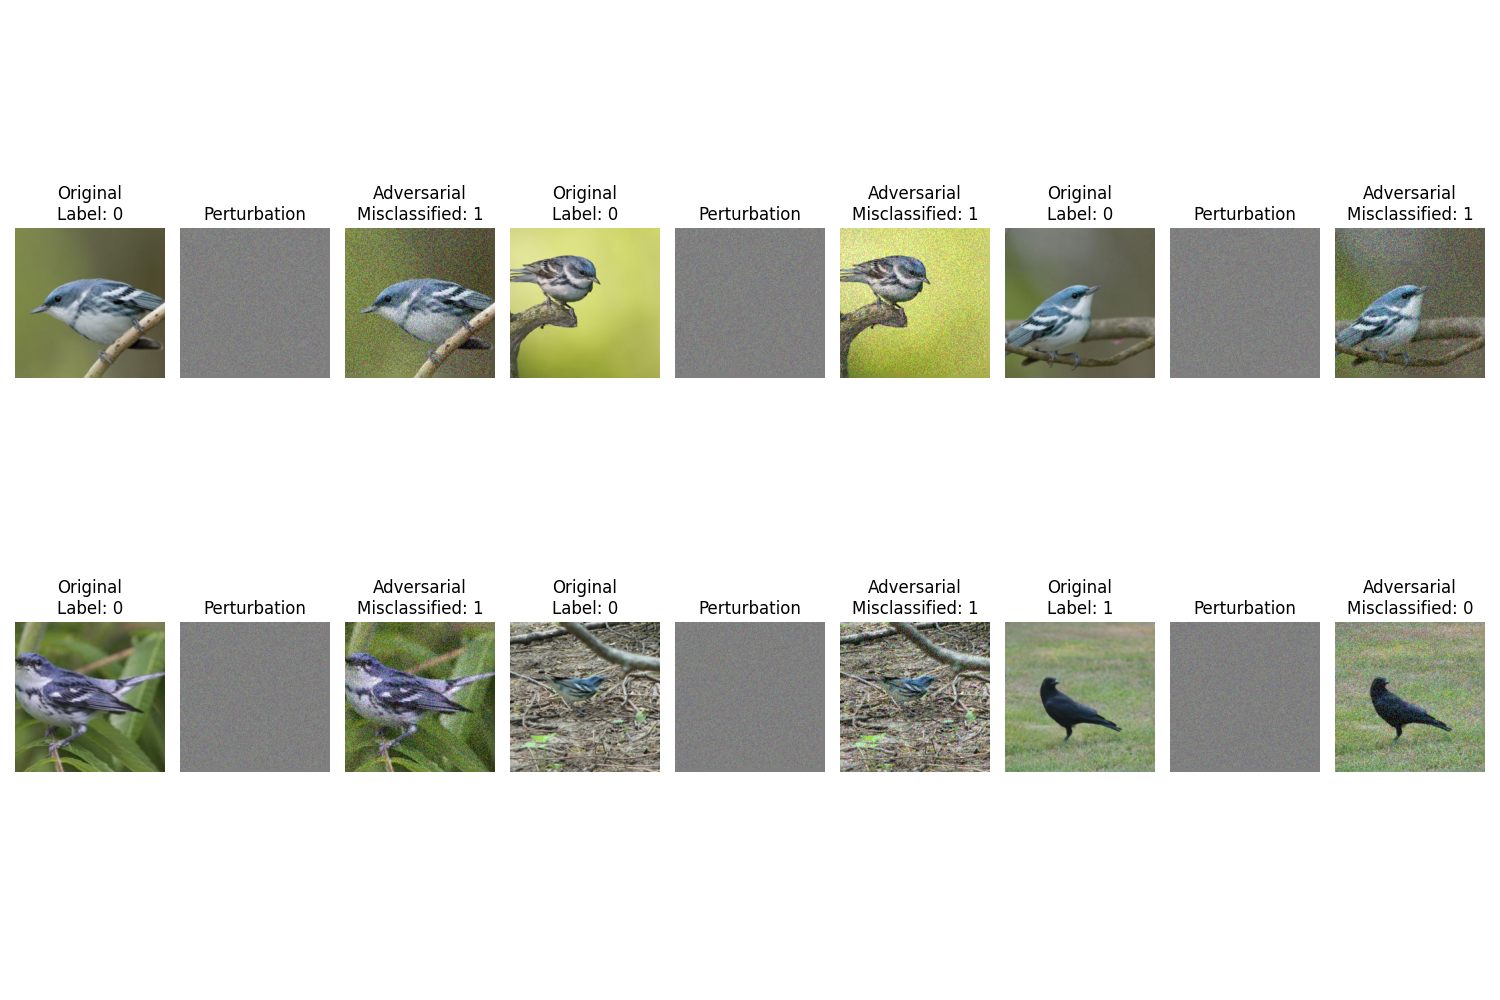 Original
Label: 0
Perturbation
Adversarial
Misclassified: 1
Original
Label: 0
Perturbation
Adversarial
Misclassified: 1
Original
Label: 0
Perturbation
Adversarial
Misclassified: 1
Original
Label: 0
Perturbation
Adversarial
Misclassified: 1
Original
Label: 0
Perturbation
Adversarial
Misclassified: 1
Original
Label: 1
Perturbation
Adversarial
Misclassified: 0